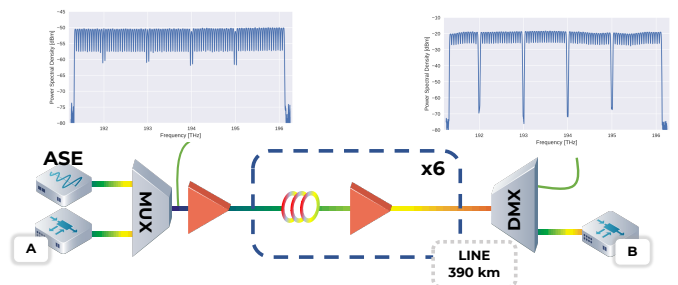 -50
-55
-60
-65
-70
-75
-80
Power Spectral Density [dBm]
192
193
194
195
196
Frequency [THz]
-10
-20
-30
-40
-50
-60
-70
-80
Power Spectral Density [dBm]
192
193
194
195
196
Frequency [THz]
ASE
A
MUX
x6
DMX
B
LINE
390 km